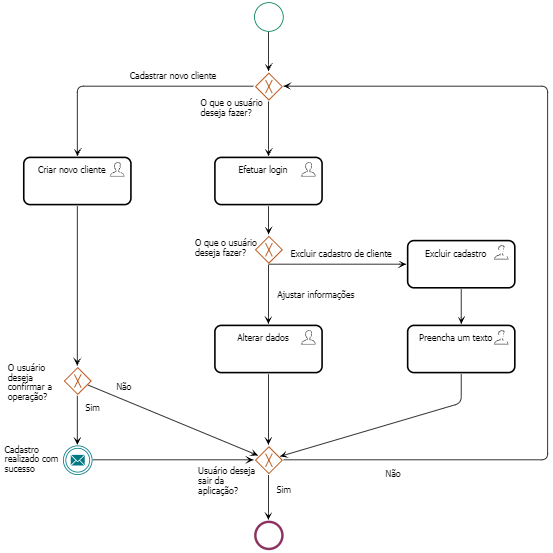 Cadastrar novo cliente
O que o usuário
deseja fazer?
Criar novo cliente
Efetuar login
O que o usuário
deseja fazer?
Excluir cadastro de cliente
Excluir cadastro
Ajustar informações
Alterar dados
Preencha um texto
O usuário
deseja
confirmar a
operação?
Não
Sim
Cadastro
realizado com
sucesso
Usuário deseja
sair da
aplicação?
Sim
Não